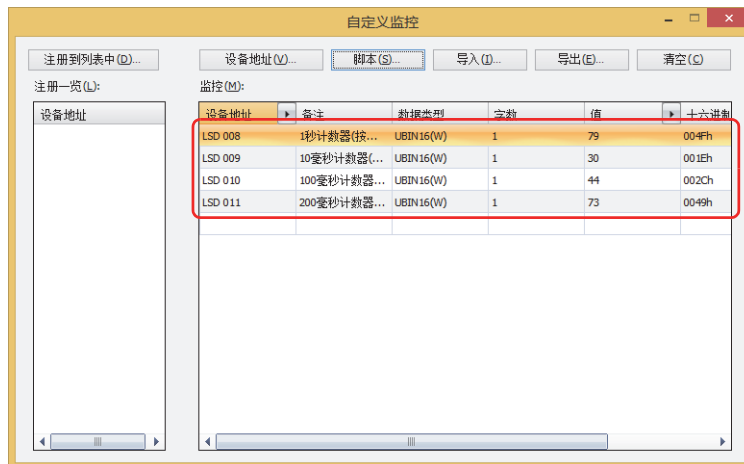 自定义监控
注册到列表中(D)... 设备地址(V)... 脚本(S)... 导入(I)... 导出(E)... 清空(C)
注册一览(L): 监控(M):
设备地址 设备地址 备注 数据类型 字数 值 十六进制
LSD 008 1秒计数器(按... UBIN16(W) 1 79 004Fh
LSD 009 10毫秒计数器(... UBIN16(W) 1 30 001Eh
LSD 010 100毫秒计数器... UBIN16(W) 1 44 002Ch
LSD 011 200毫秒计数器... UBIN16(W) 1 73 0049h